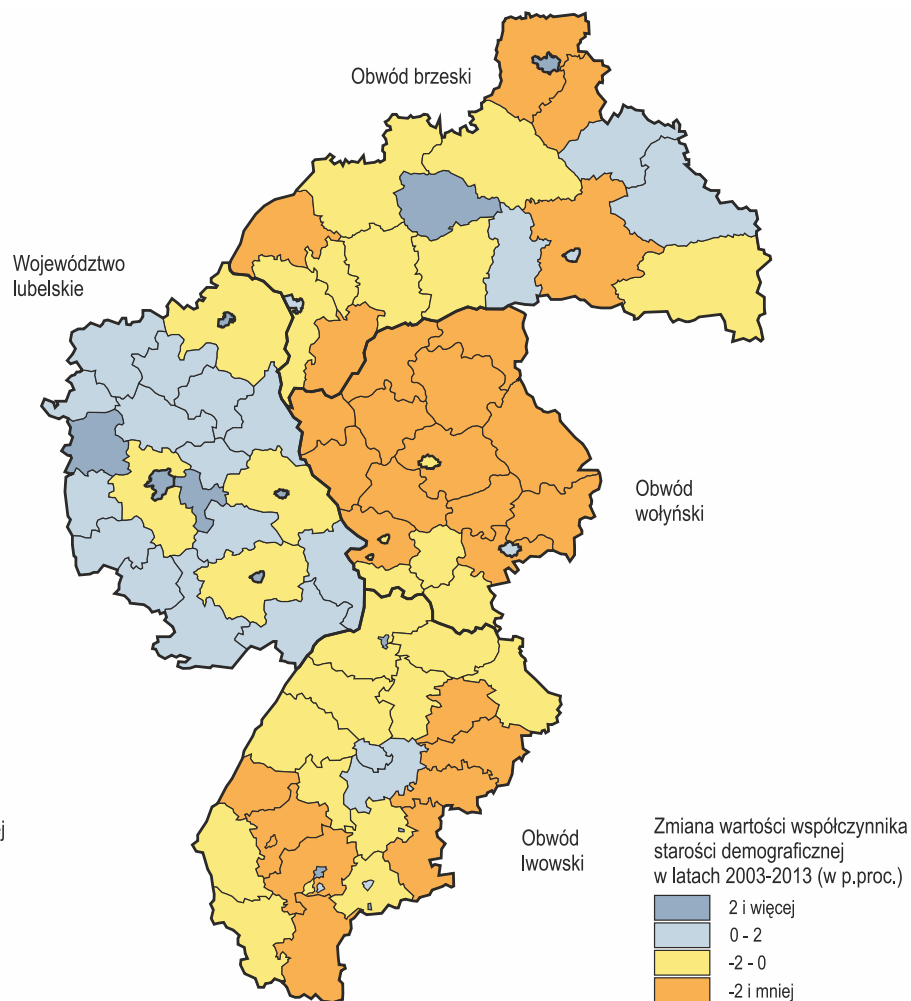 Obwód brzeski
Województwo
lubelskie
Obwód
wołyński
Obwód
lwowski
Zmiana wartości współczynnika
starości demograficznej
w latach 2003-2013 (w p.proc.)
2 i więcej
0 - 2
-2 - 0
-2 i mniej